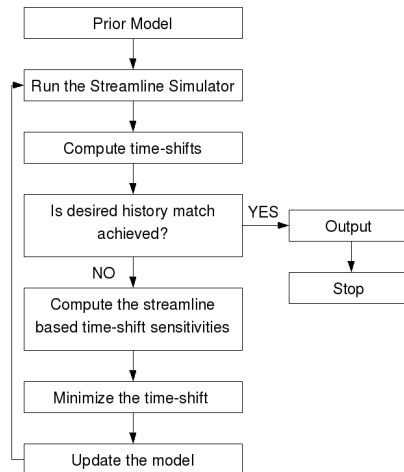 Prior Model
Run the Streamline Simulator
Compute time-shifts
Is desired history match
achieved?
YES
Output
Stop
NO
Compute the streamline
based time-shift sensitivities
Minimize the time-shift
Update the model